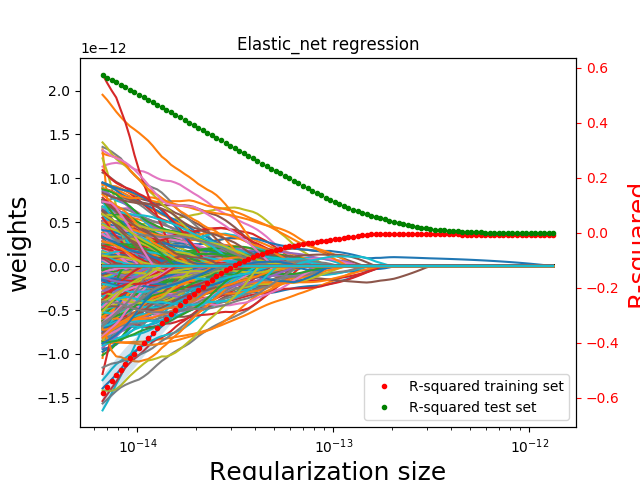 Elastic_net regression
1e−12
2.0
1.5
1.0
0.5
0.0
−0.5
−1.0
−1.5
weights
0.6
0.4
0.2
0.0
−0.2
−0.4
−0.6
R-squared
R-squared training set
R-squared test set
10⁻¹⁴
10⁻¹³
10⁻¹²
Regularization size